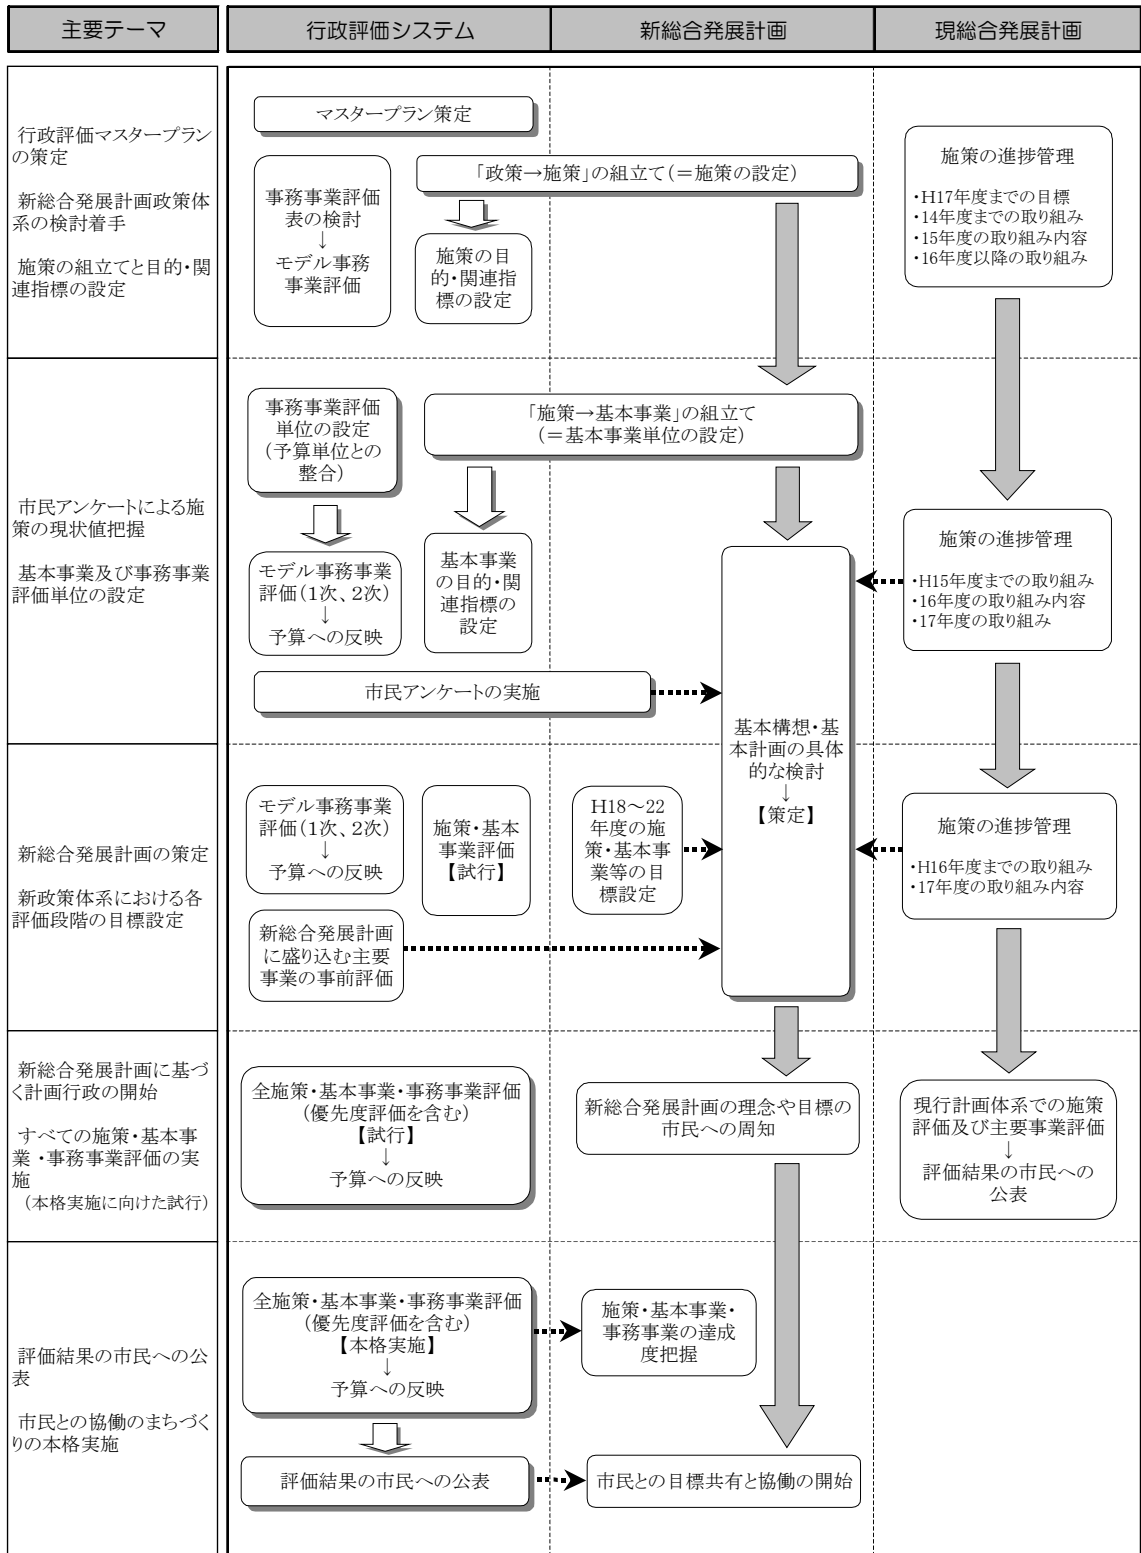 主要テーマ
行政評価システム
新総合発展計画
現総合発展計画
行政評価マスタープラン
の策定
新総合発展計画政策体
系の検討着手
施策の組立てと目的・関
連指標の設定
マスタープラン策定
「政策→施策」の組立て(=施策の設定)
事務事業評価
表の検討
↓
モデル事務
事業評価
施策の目
的・関連指
標の設定
施策の進捗管理
・H17年度までの目標
・14年度までの取り組み
・15年度の取り組み内容
・16年度以降の取り組み
市民アンケートによる施
策の現状値把握
基本事業及び事務事業
評価単位の設定
事務事業評価
単位の設定
(予算単位との
整合)
「施策→基本事業」の組立て
(=基本事業単位の設定)
モデル事務事業
評価(1次、2次)
↓
予算への反映
基本事業
の目的・関
連指標の
設定
施策の進捗管理
・H15年度までの取り組み
・16年度の取り組み内容
・17年度の取り組み
市民アンケートの実施
基本構想・基
本計画の具体
的な検討
↓
【策定】
新総合発展計画の策定
新政策体系における各
評価段階の目標設定
モデル事務事業
評価(1次、2次)
↓
予算への反映
施策・基本
事業評価
【試行】
H18～22
年度の施
策・基本事
業等の目
標設定
施策の進捗管理
・H16年度までの取り組み
・17年度の取り組み内容
新総合発展計画
に盛り込む主要
事業の事前評価
新総合発展計画に基づ
く計画行政の開始
すべての施策・基本事
業・事務事業評価の実
施
(本格実施に向けた試行)
全施策・基本事業・事務事業評価
(優先度評価を含む)
【試行】
↓
予算への反映
新総合発展計画の理念や目標の
市民への周知
現行計画体系での施策
評価及び主要事業評価
↓
評価結果の市民への
公表
評価結果の市民への公
表
市民との協働のまちづく
りの本格実施
全施策・基本事業・事務事業評価
(優先度評価を含む)
【本格実施】
↓
予算への反映
施策・基本事業・
事務事業の達成
度把握
評価結果の市民への公表
市民との目標共有と協働の開始